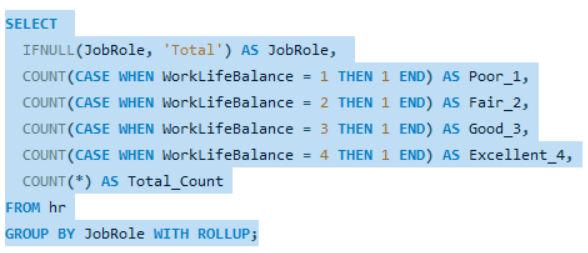 SELECT
IFNULL(JobRole, 'Total') AS JobRole,
COUNT(CASE WHEN WorkLifeBalance = 1 THEN 1 END) AS Poor_1,
COUNT(CASE WHEN WorkLifeBalance = 2 THEN 1 END) AS Fair_2,
COUNT(CASE WHEN WorkLifeBalance = 3 THEN 1 END) AS Good_3,
COUNT(CASE WHEN WorkLifeBalance = 4 THEN 1 END) AS Excellent_4,
COUNT(*) AS Total_Count
FROM hr
GROUP BY JobRole WITH ROLLUP;